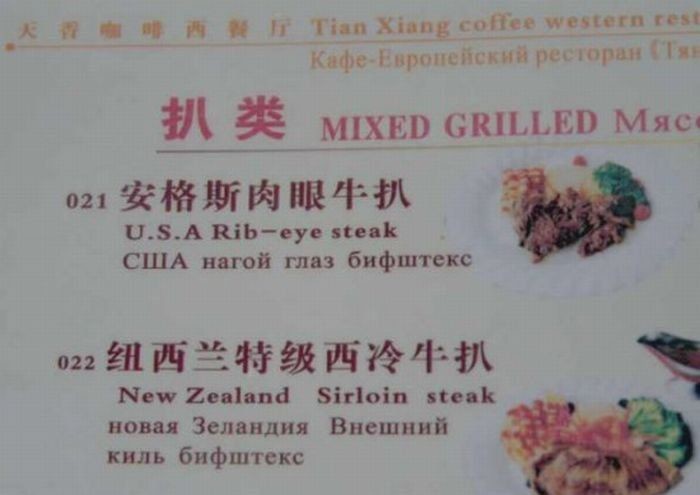 天香咖啡西餐厅 Tian Xiang coffee western
Кафе-Европейский ресторан
扒类 MIXED GRILLED
021 安格斯肉眼牛扒
U.S.A Rib-eye steak
США нагой глаз бифштекс
022 纽西兰特级西冷牛扒
New Zealand Sirloin steak
новая Зеландия Внешний
киль бифштекс